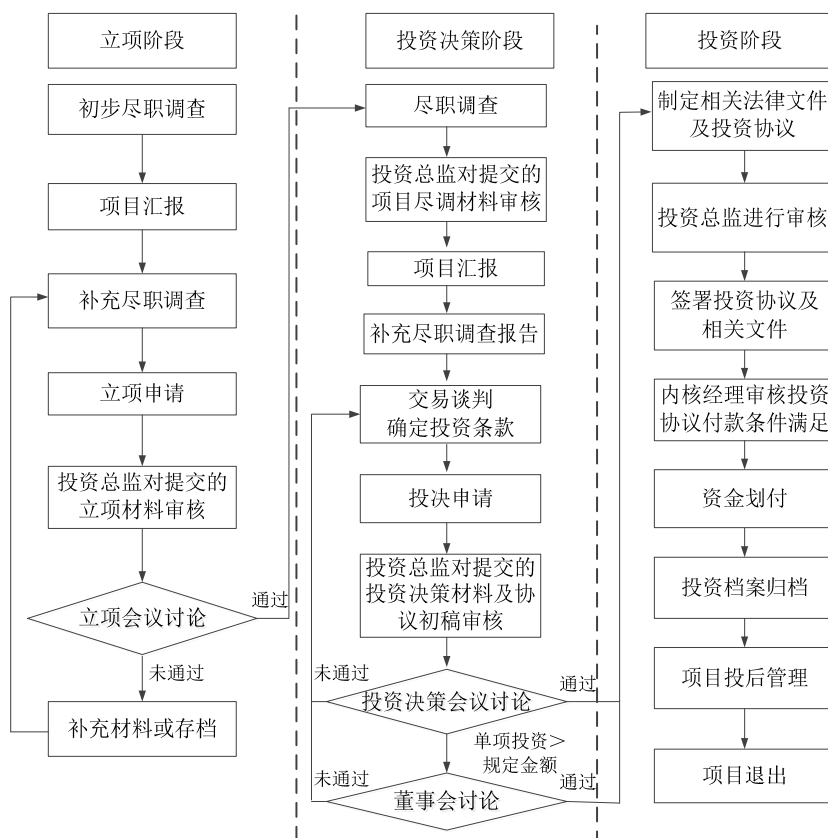 立项阶段
初步尽职调查
项目汇报
补充尽职调查
立项申请
投资总监对提交的
立项材料审核
立项会议讨论
通过
未通过
补充材料或存档
投资决策阶段
尽职调查
投资总监对提交的
项目尽调材料审核
项目汇报
补充尽职调查报告
交易谈判
确定投资条款
投决申请
投资总监对提交的
投资决策材料及协
议初稿审核
未通过
投资决策会议讨论
通过
单项投资>
规定金额
未通过
董事会讨论
通过
投资阶段
制定相关法律文件
及投资协议
投资总监进行审核
签署投资协议及
相关文件
内核经理审核投资
协议付款条件满足
资金划付
投资档案归档
项目投后管理
项目退出